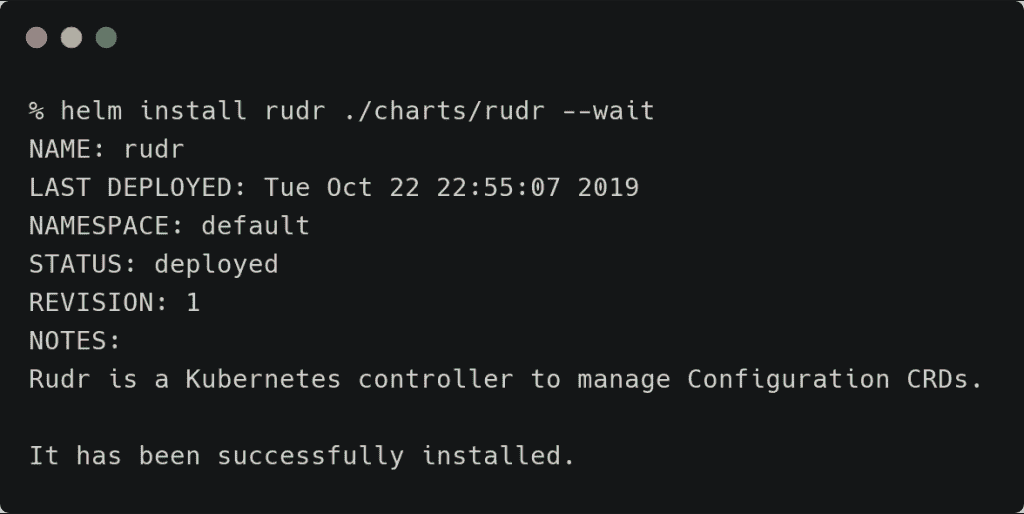 % helm install rudr ./charts/rudr --wait
NAME: rudr
LAST DEPLOYED: Tue Oct 22 22:55:07 2019
NAMESPACE: default
STATUS: deployed
REVISION: 1
NOTES:
Rudr is a Kubernetes controller to manage Configuration CRDs.
It has been successfully installed.